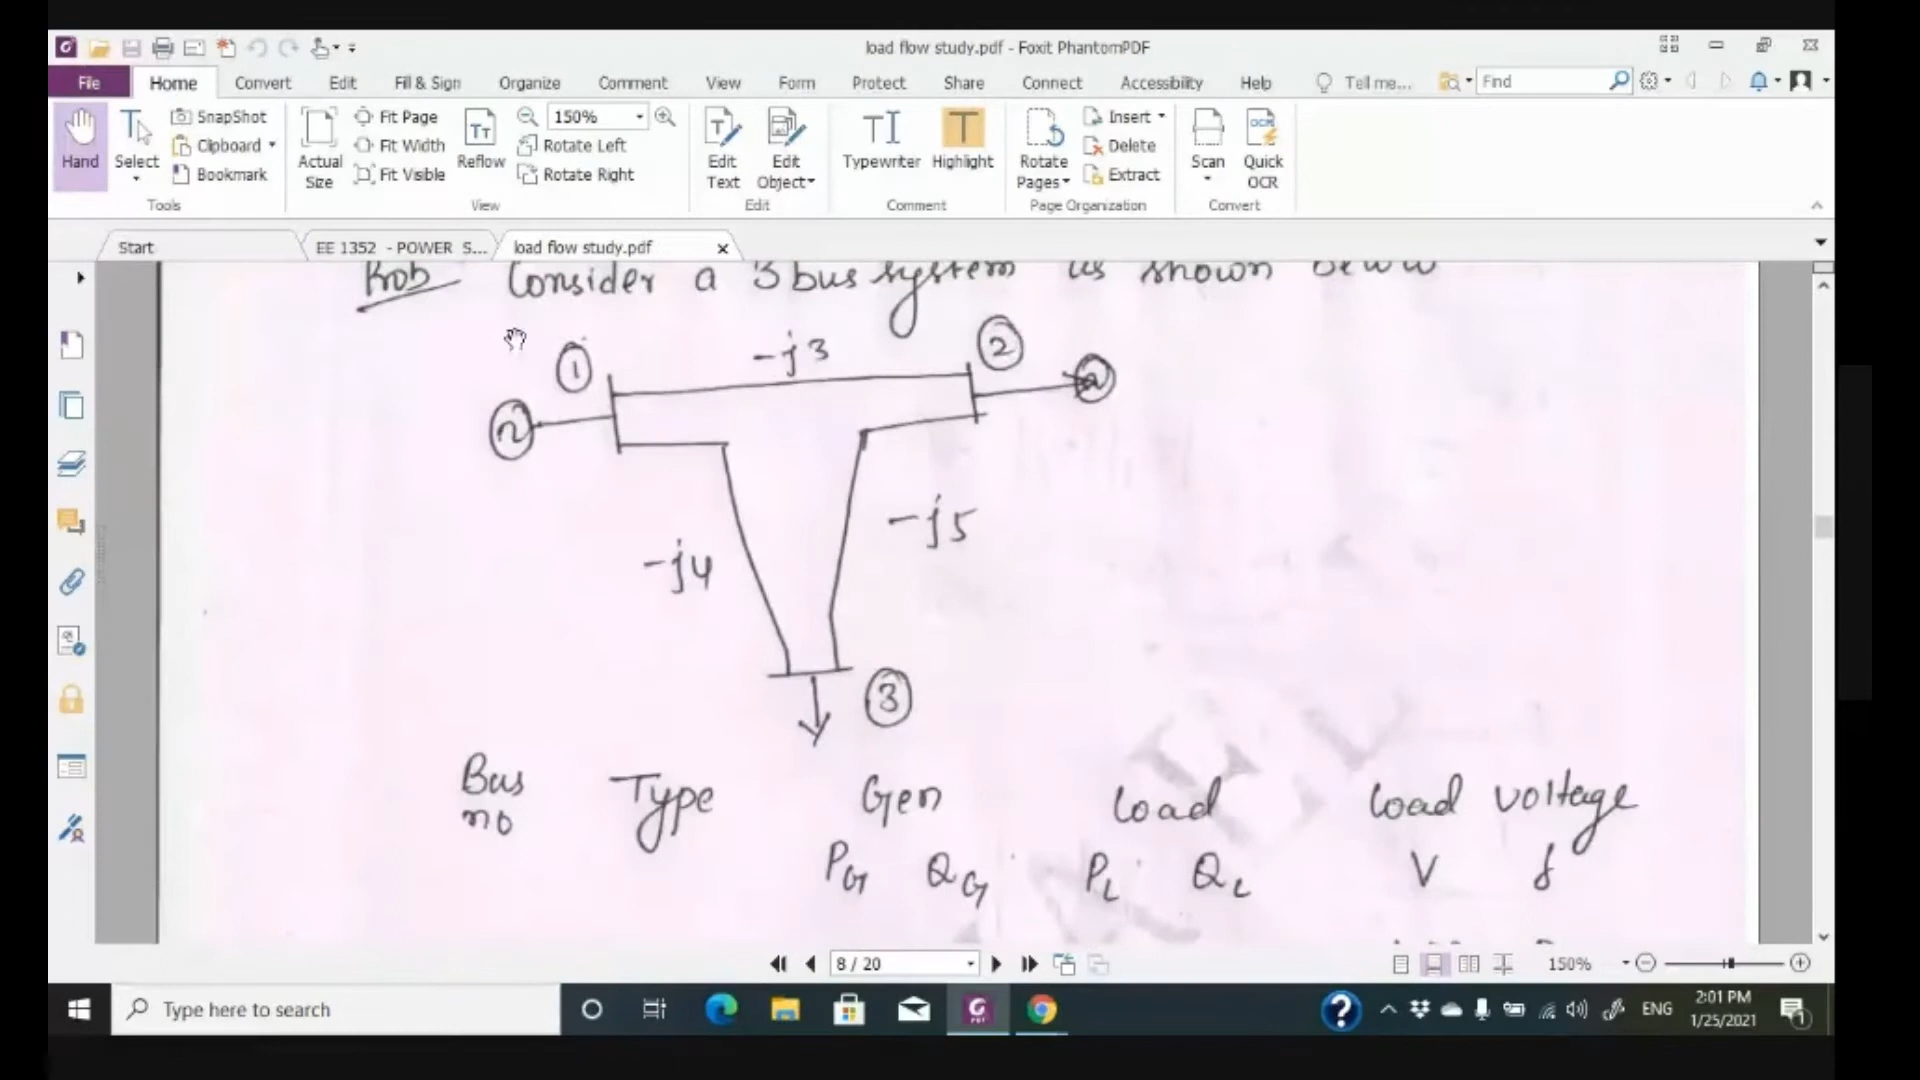 load flow study.pdf - Foxit PhantomPDF
File Home Convert Edit Fill & Sign Organize Comment View Form Protect Share Connect Accessibility Help Tell me... Find
Hand
Select
SnapShot
Clipboard
Bookmark
Tools
Actual Size
Fit Page
Fit Width
Fit Visible
Reflow
150%
Rotate Left
Rotate Right
View
Edit Text
Edit Object
Edit
Typewriter
Highlight
Comment
Rotate Pages
Insert
Delete
Extract
Page Organization
Scan
Quick OCR
Convert
Start
EE 1352 - POWER S...
load flow study.pdf
Prob Consider a 3 bus system as shown below
1
-j3
2
-j4
-j5
3
Bus no Type Gen Load Load voltage
PG QG PL QL V δ
8 / 20
150%
Type here to search
ENG
2:01 PM
1/25/2021